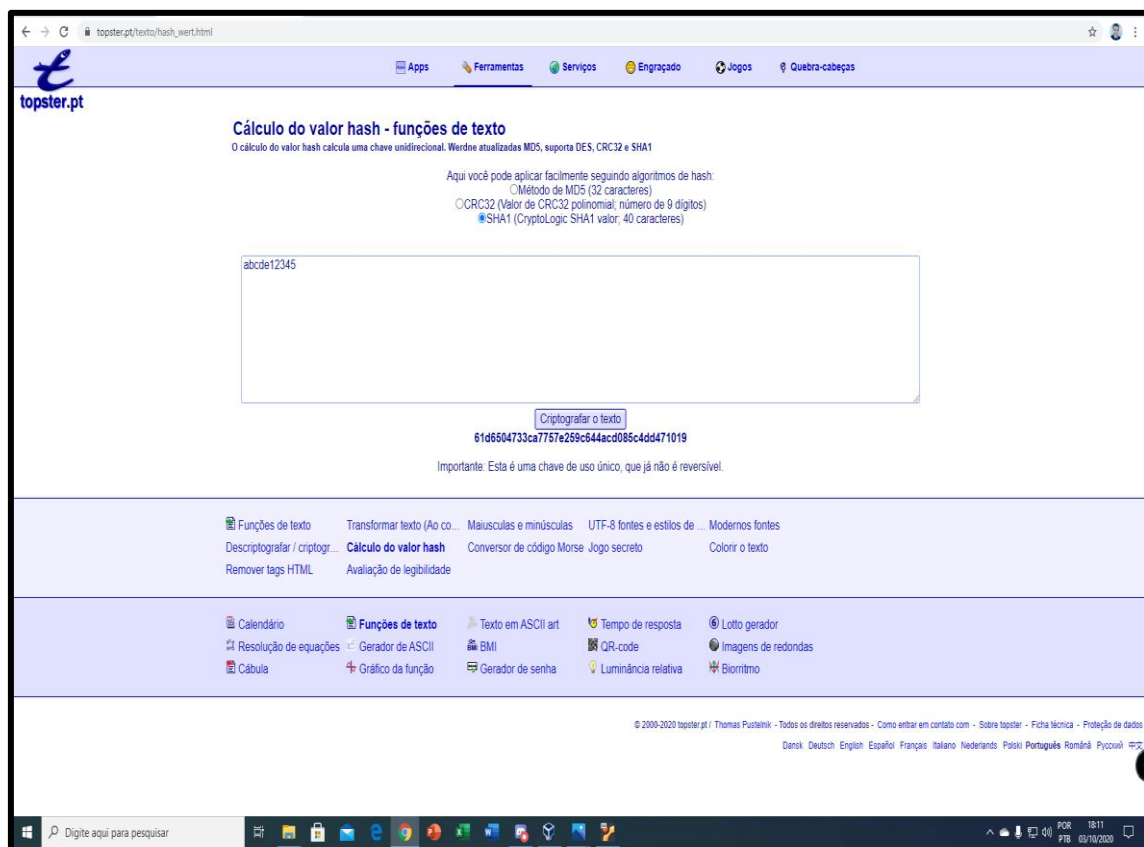 topster.pt/texto/hash_wert.html
Apps Ferramentas Serviços Engraçado Jogos Quebra-cabeças
topster.pt
Cálculo do valor hash - funções de texto
O cálculo do valor hash calcula uma chave unidirecional. Werdne atualizadas MD5, suporta DES, CRC32 e SHA1
Aqui você pode aplicar facilmente seguindo algoritmos de hash:
Método de MD5 (32 caracteres)
CRC32 (Valor de CRC32 polinomial; número de 9 dígitos)
SHA1 (CryptoLogic SHA1 valor; 40 caracteres)
abcde12345
Criptografar o texto
61d6504733ca7757e259c644acd085c4dd471019
Importante: Esta é uma chave de uso único, que já não é reversível.
Funções de texto Transformar texto (Ao co... Maiusculas e minúsculas UTF-8 fontes e estilos de ... Modernos fontes
Descriptografar / criptogr... Cálculo do valor hash Conversor de código Morse Jogo secreto Colorir o texto
Remover tags HTML Avaliação de legibilidade
Calendário Funções de texto Texto em ASCII art Tempo de resposta Lotto gerador
Resolução de equações Gerador de ASCII BMI QR-code Imagens de redondas
Cábula Gráfico da função Gerador de senha Luminância relativa Biorritmo
© 2000-2020 topster.pt / Thomas Pustelnik - Todos os direitos reservados - Como entrar em contato com - Sobre topster - Ficha técnica - Proteção de dados
Dansk Deutsch English Español Français Italiano Nederlands Polski Português Română Русский 中文
Digite aqui para pesquisar
POR 18:11
PTB 03/10/2020